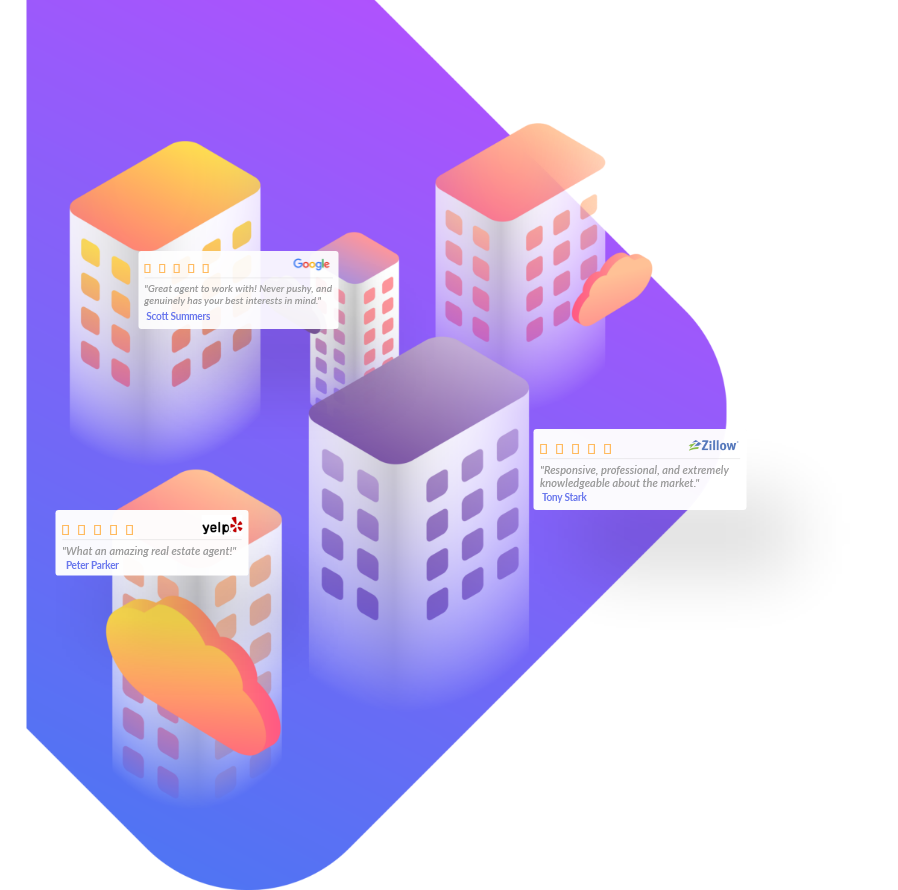 Google
"Great agent to work with! Never pushy, and
genuinely has your best interests in mind."
Scott Summers
Zillow
"Responsive, professional, and extremely
knowledgeable about the market."
Tony Stark
yelp
"What an amazing real estate agent!"
Peter Parker